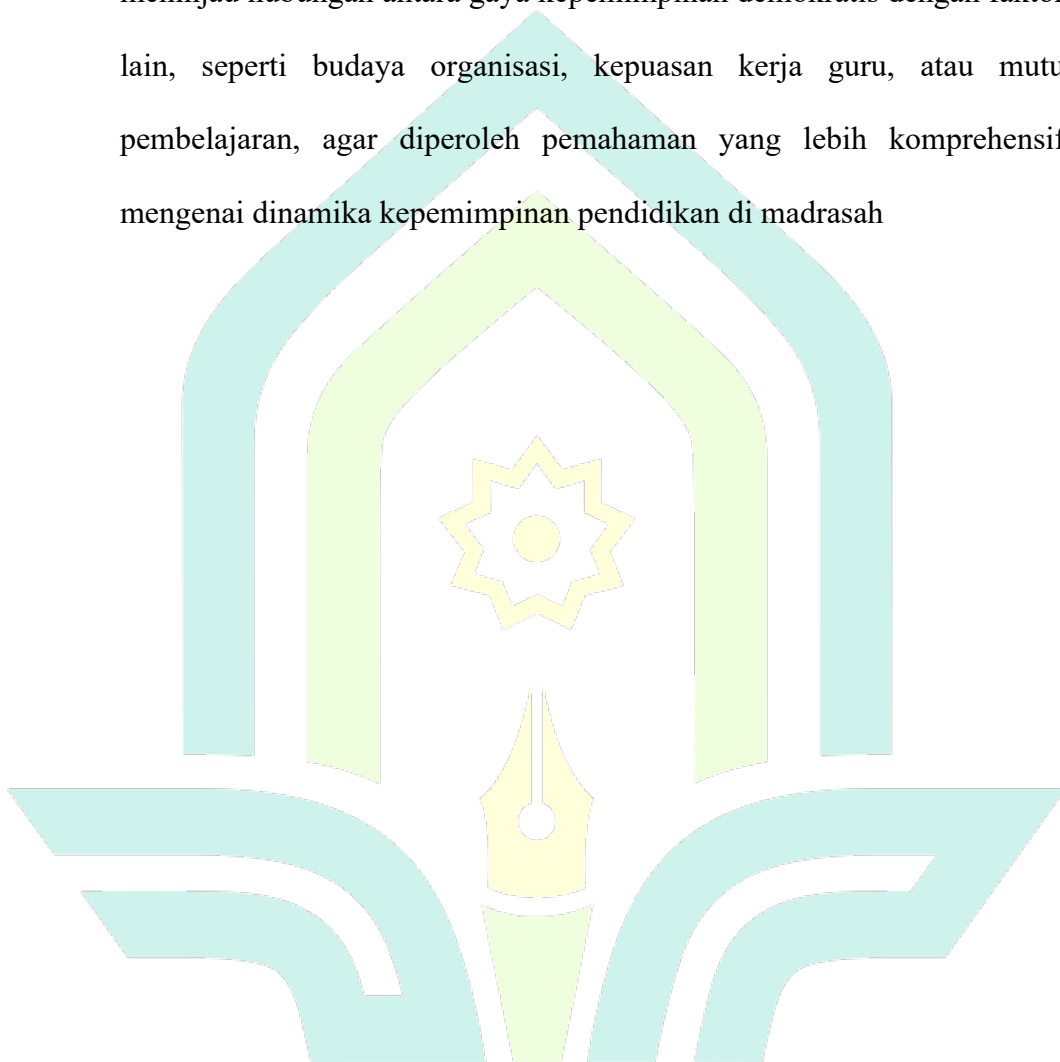 meninjau hubungan antara gaya kepemimpinan demokratis dengan faktor
lain, seperti budaya organisasi, kepuasan kerja guru, atau mutu
pembelajaran, agar diperoleh pemahaman yang lebih komprehensif
mengenai dinamika kepemimpinan pendidikan di madrasah